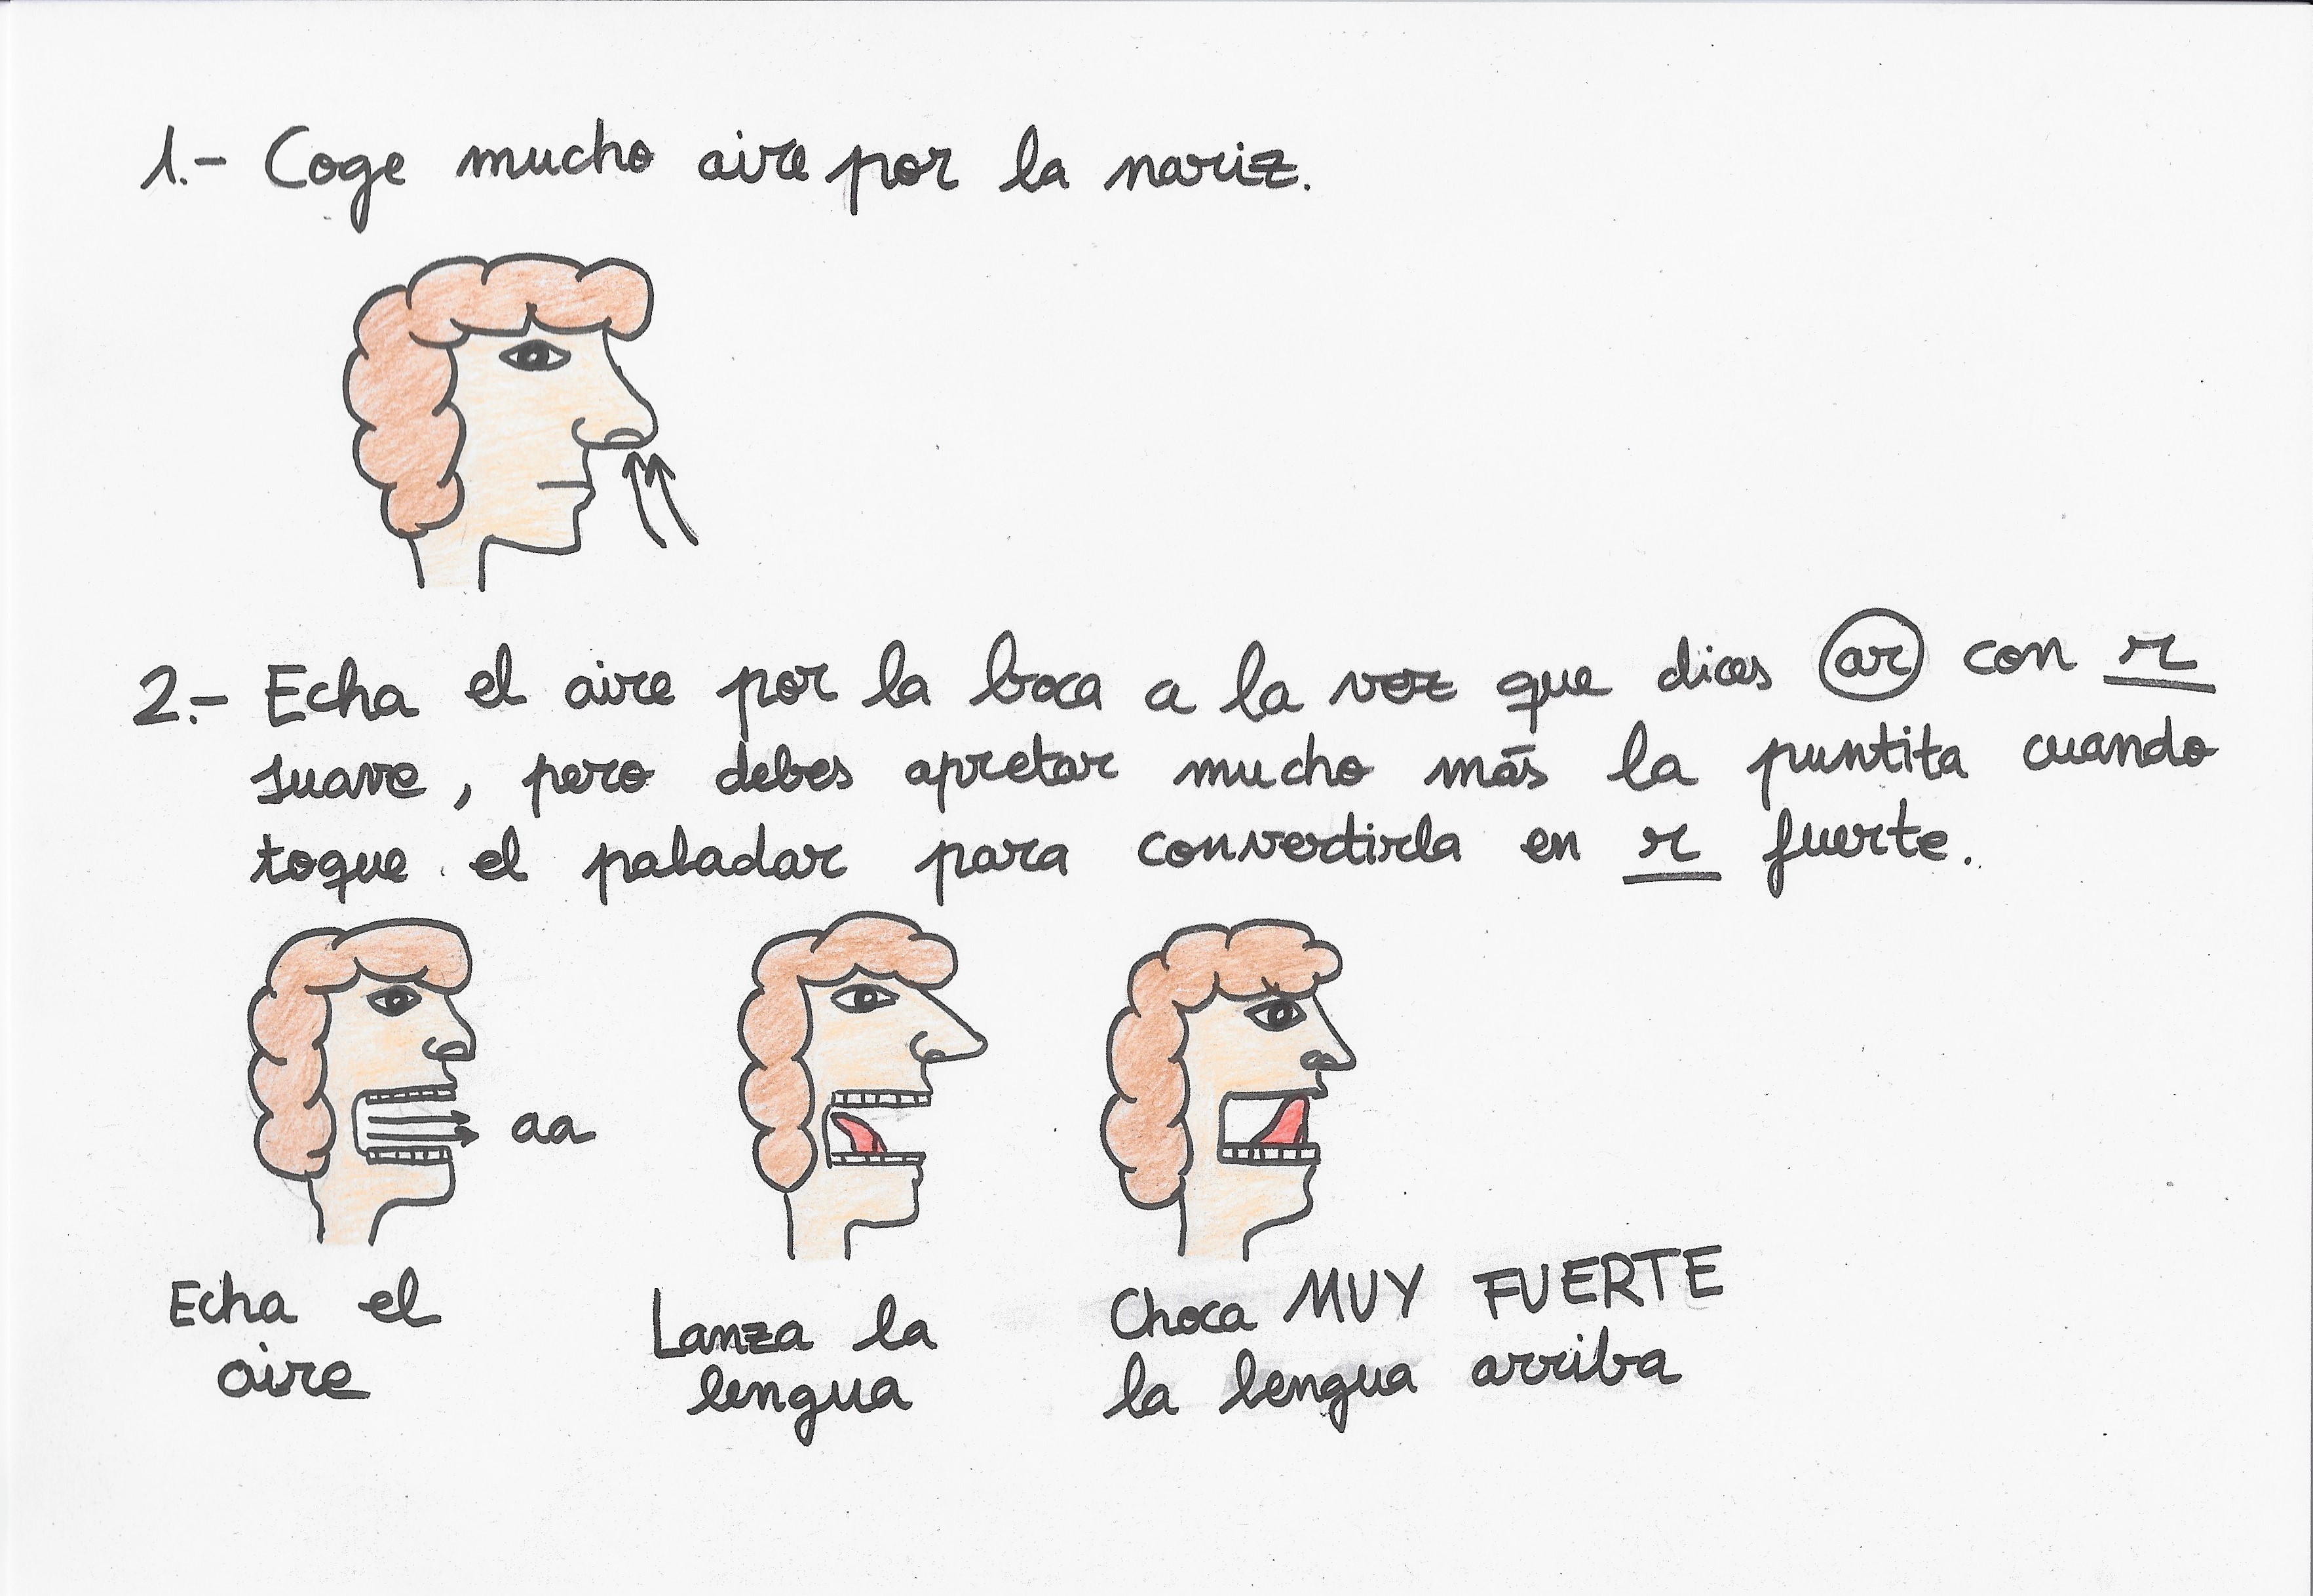 1.- Coge mucho aire por la nariz.
2.- Echa el aire por la boca a la vez que dices ar con r
suave, pero debes apretar mucho más la puntita cuando
toque el paladar para convertirla en r fuerte.
aa
Echa el
aire
Lanza la
lengua
Choca MUY FUERTE
la lengua arriba